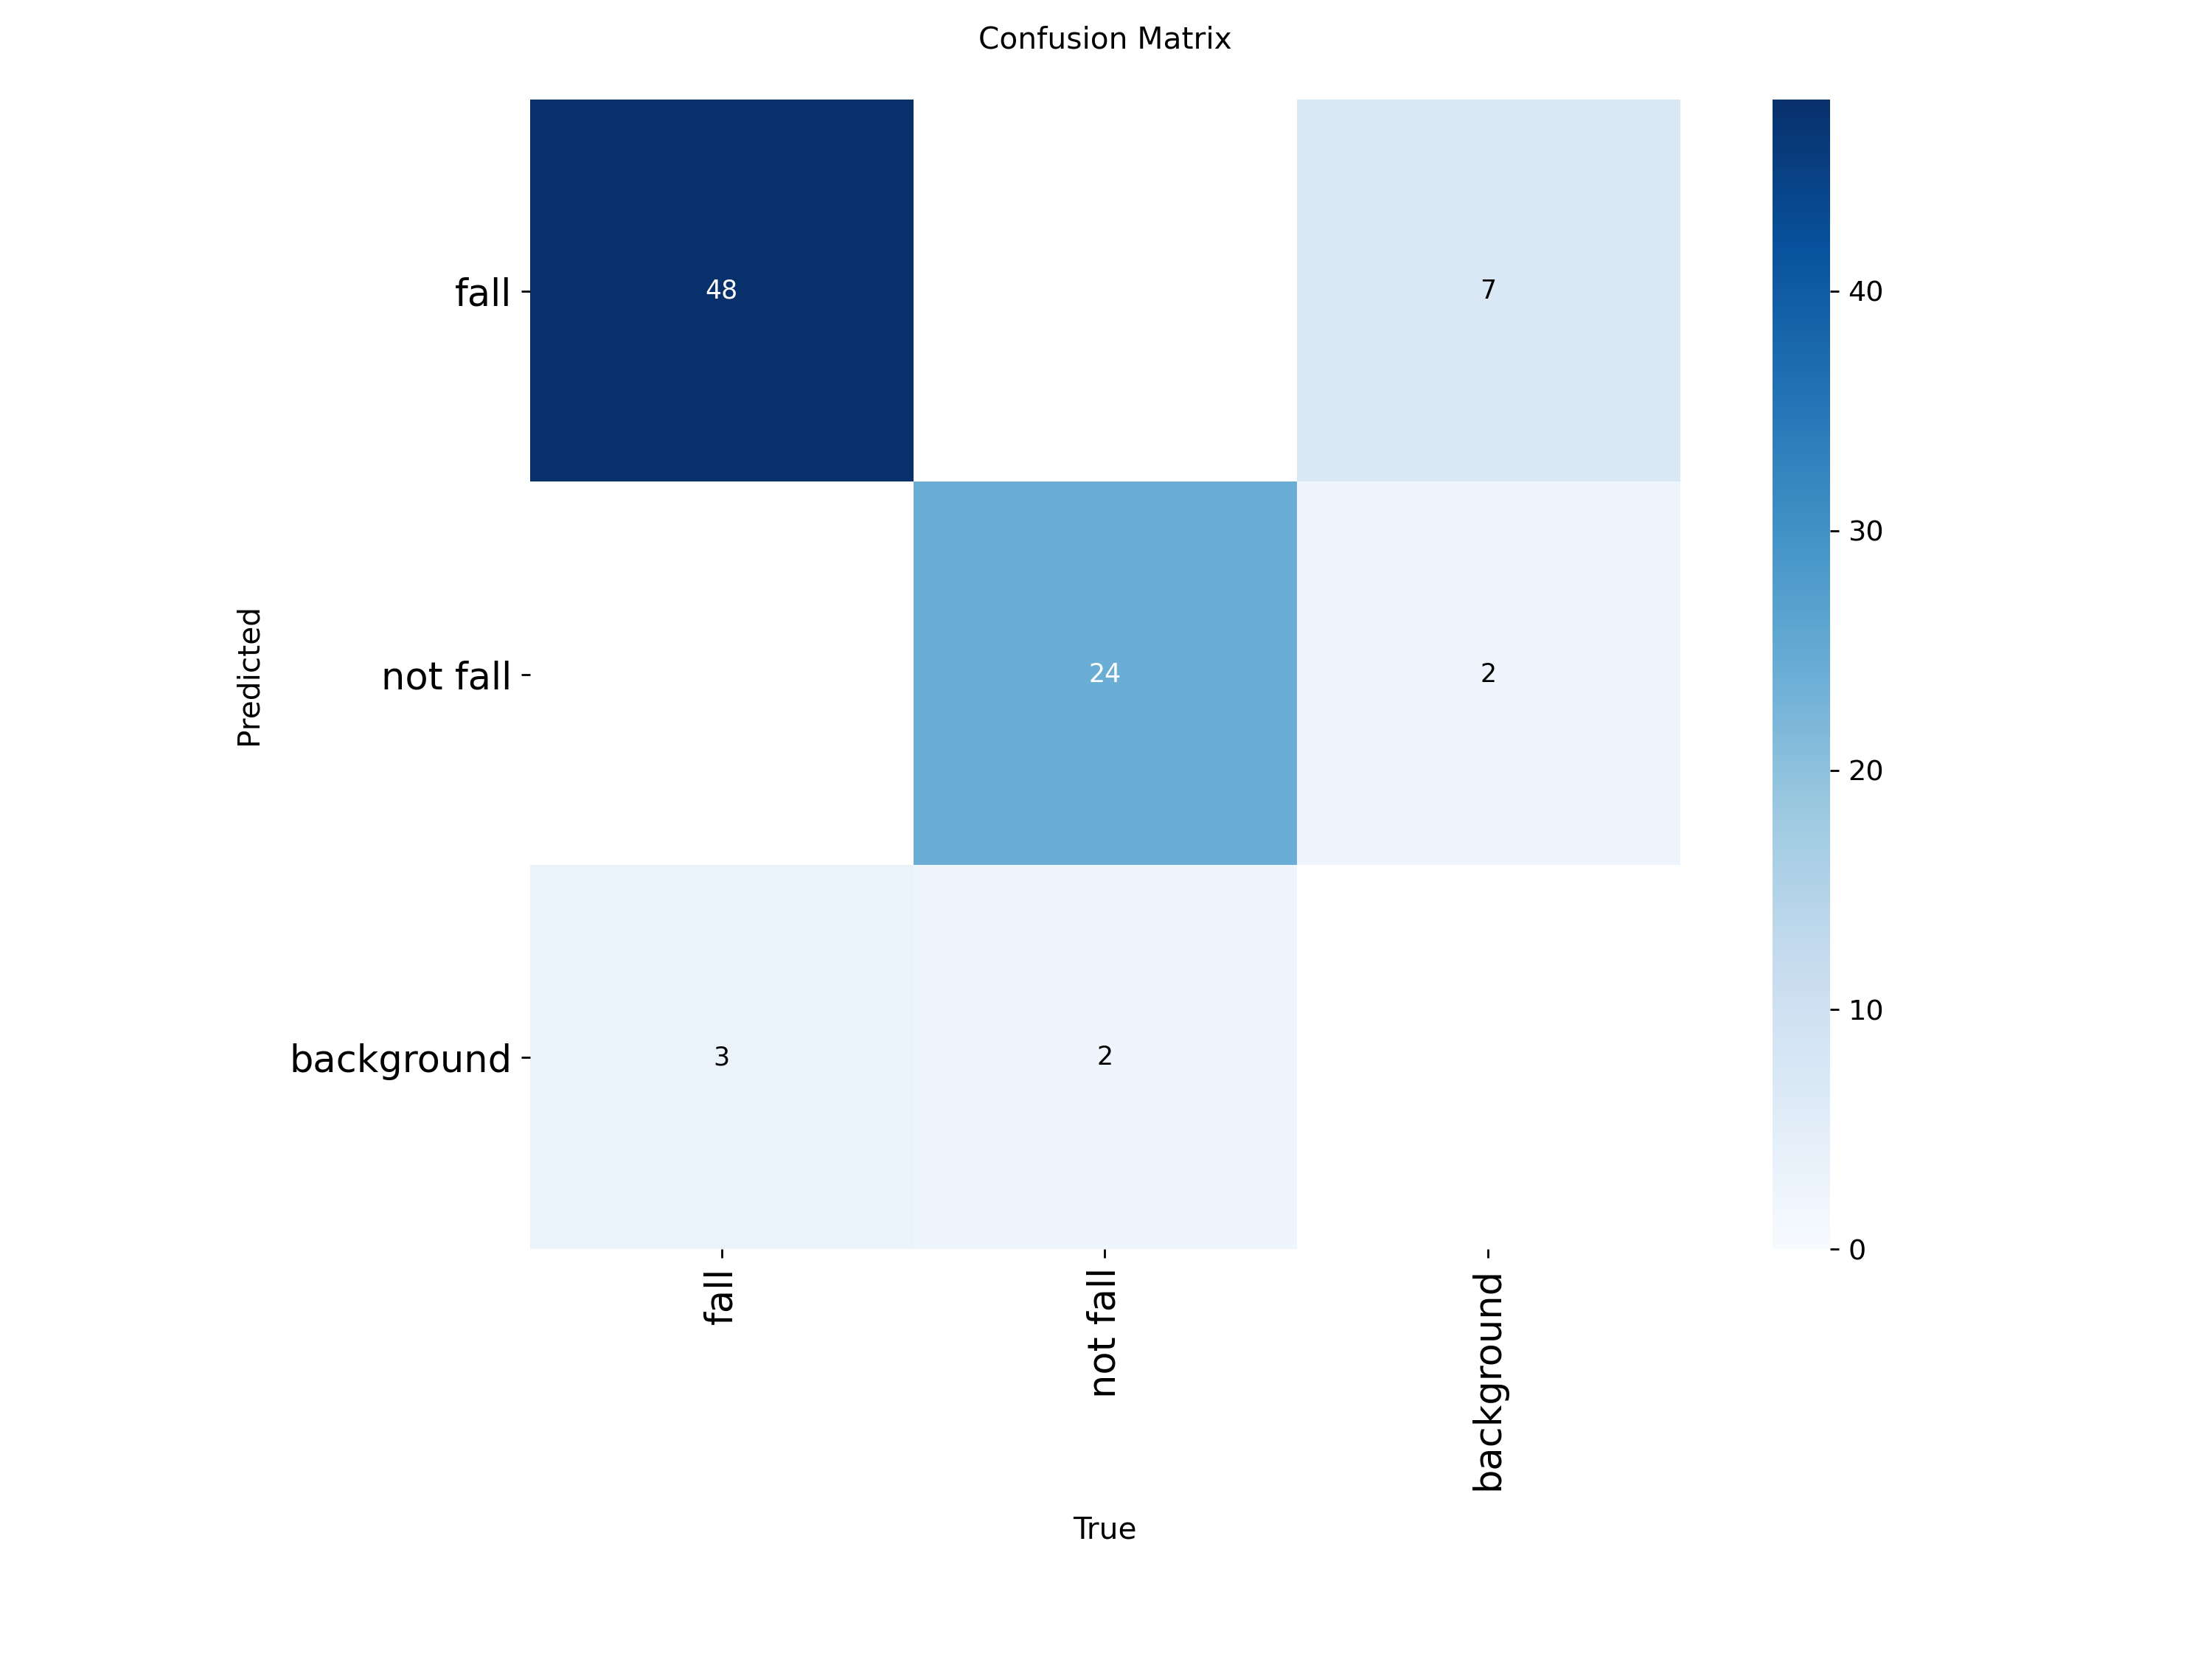 Confusion Matrix
fall
48
7
40
30
not fall
24
2
Predicted
20
10
background
3
2
0
fall
not fall
background
True